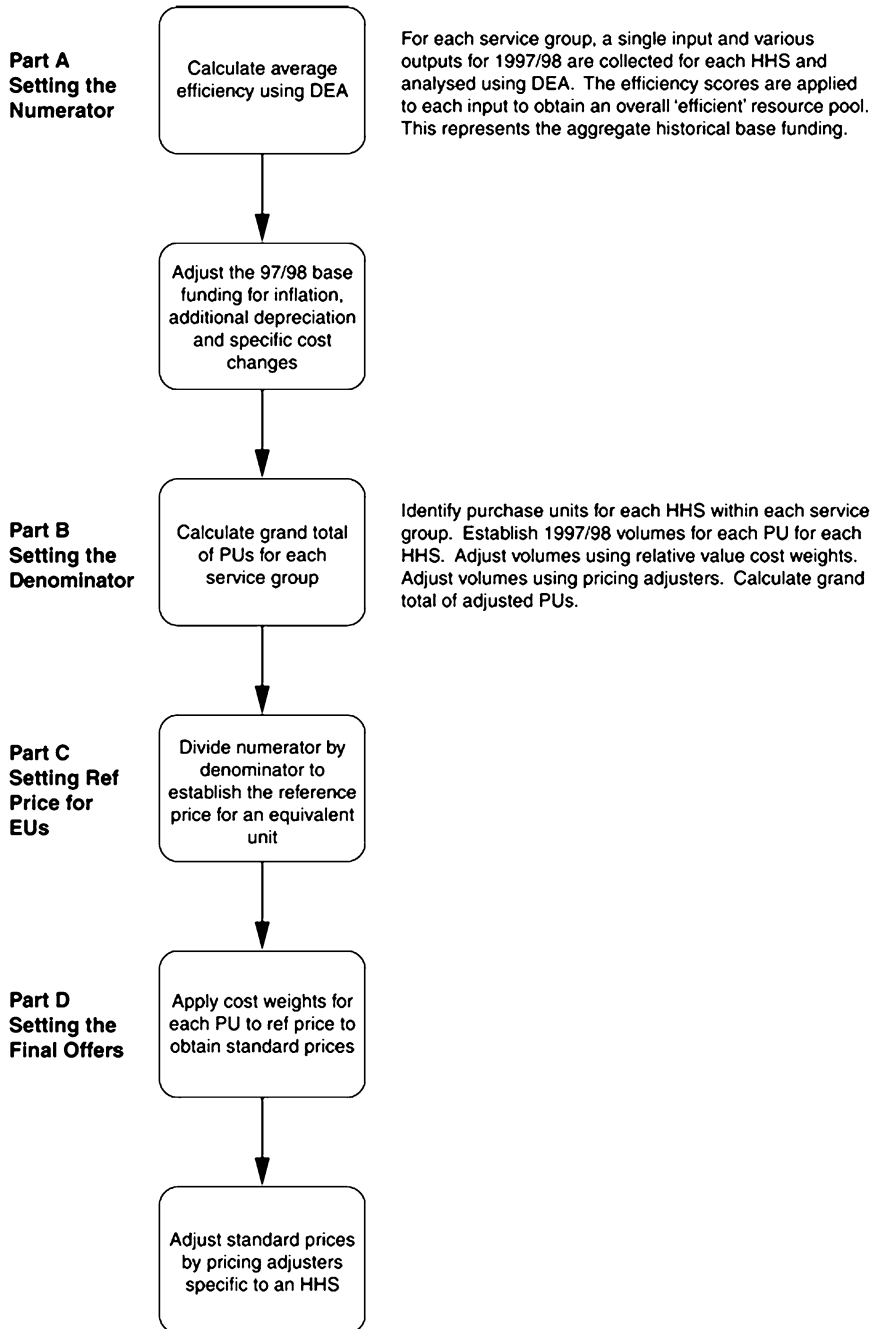 Part A
Setting the
Numerator
Calculate average
efficiency using DEA
For each service group, a single input and various
outputs for 1997/98 are collected for each HHS and
analysed using DEA. The efficiency scores are applied
to each input to obtain an overall ‘efficient’ resource pool.
This represents the aggregate historical base funding.
Adjust the 97/98 base
funding for inflation,
additional depreciation
and specific cost
changes
Part B
Setting the
Denominator
Calculate grand total
of PUs for each
service group
Identify purchase units for each HHS within each service
group. Establish 1997/98 volumes for each PU for each
HHS. Adjust volumes using relative value cost weights.
Adjust volumes using pricing adjusters. Calculate grand
total of adjusted PUs.
Part C
Setting Ref
Price for
EUs
Divide numerator by
denominator to
establish the reference
price for an equivalent
unit
Part D
Setting the
Final Offers
Apply cost weights for
each PU to ref price to
obtain standard prices
Adjust standard prices
by pricing adjusters
specific to an HHS